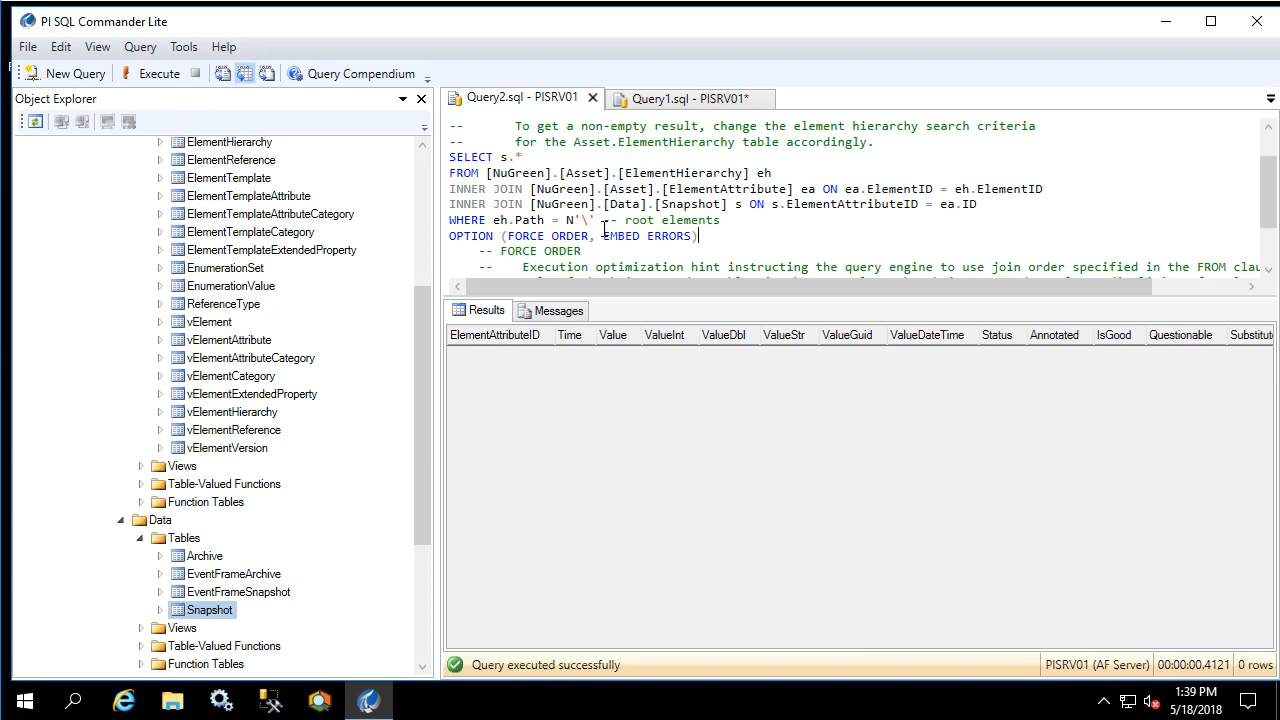 PI SQL Commander Lite
File Edit View Query Tools Help
New Query Execute Query Compendium
Object Explorer
ElementHierarchy
ElementReference
ElementTemplate
ElementTemplateAttribute
ElementTemplateAttributeCategory
ElementTemplateCategory
ElementTemplateExtendedProperty
EnumerationSet
EnumerationValue
ReferenceType
vElement
vElementAttribute
vElementAttributeCategory
vElementCategory
vElementExtendedProperty
vElementHierarchy
vElementReference
vElementVersion
Views
Table-Valued Functions
Function Tables
Data
Tables
Archive
EventFrameArchive
EventFrameSnapshot
Snapshot
Views
Table-Valued Functions
Function Tables
Query2.sql - PISRV01 Query1.sql - PISRV01*
-- To get a non-empty result, change the element hierarchy search criteria
-- for the Asset.ElementHierarchy table accordingly.
SELECT s.*
FROM [NuGreen].[Asset].[ElementHierarchy] eh
INNER JOIN [NuGreen].[Asset].[ElementAttribute] ea ON ea.ElementID = eh.ElementID
INNER JOIN [NuGreen].[Data].[Snapshot] s ON s.ElementAttributeID = ea.ID
WHERE eh.Path = N'\' -- root elements
OPTION (FORCE ORDER, EMBED ERRORS)
-- FORCE ORDER
-- Execution optimization hint instructing the query engine to use join order specified in the FROM clau
Results Messages
ElementAttributeID Time Value ValueInt ValueDbl ValueStr ValueGuid ValueDateTime Status Annotated IsGood Questionable Substitut
Query executed successfully PISRV01 (AF Server) 00:00:00.4121 0 rows
1:39 PM
5/18/2018